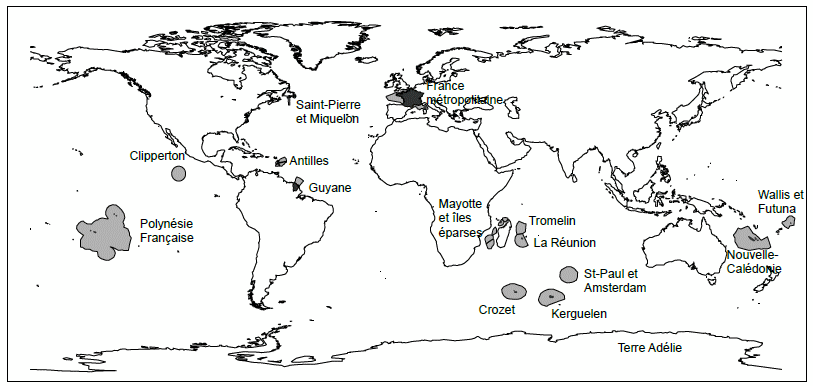 France
métropolitaine
Saint-Pierre
et Miquelon
Clipperton
Antilles
Guyane
Polynésie
Française
Mayotte
et îles
éparses
Tromelin
La Réunion
Wallis et
Futuna
Nouvelle-
Calédonie
St-Paul et
Amsterdam
Crozet
Kerguelen
Terre Adélie